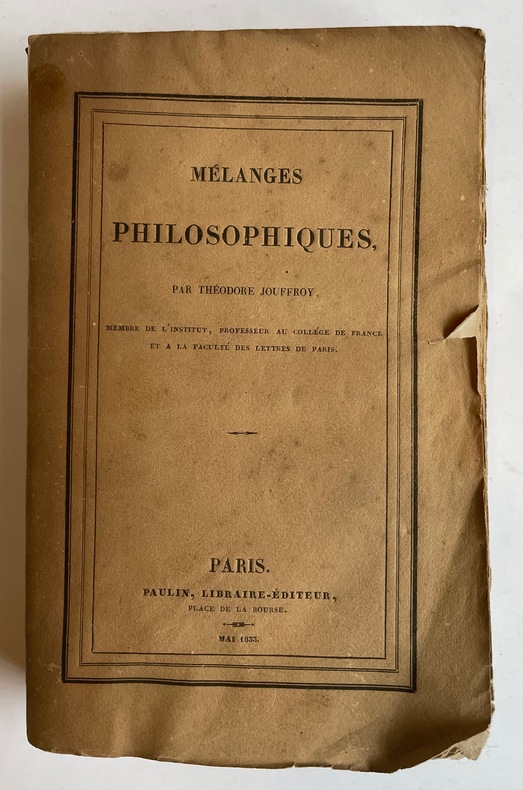 MÉLANGES
PHILOSOPHIQUES,
PAR THÉODORE JOUFFROY,
MEMBRE DE L'INSTITUT, PROFESSEUR AU COLLÉGE DE FRANCE
ET A LA FACULTÉ DES LETTRES DE PARIS.
PARIS.
PAULIN, LIBRAIRE-ÉDITEUR,
PLACE DE LA BOURSE.
MAI 1833.